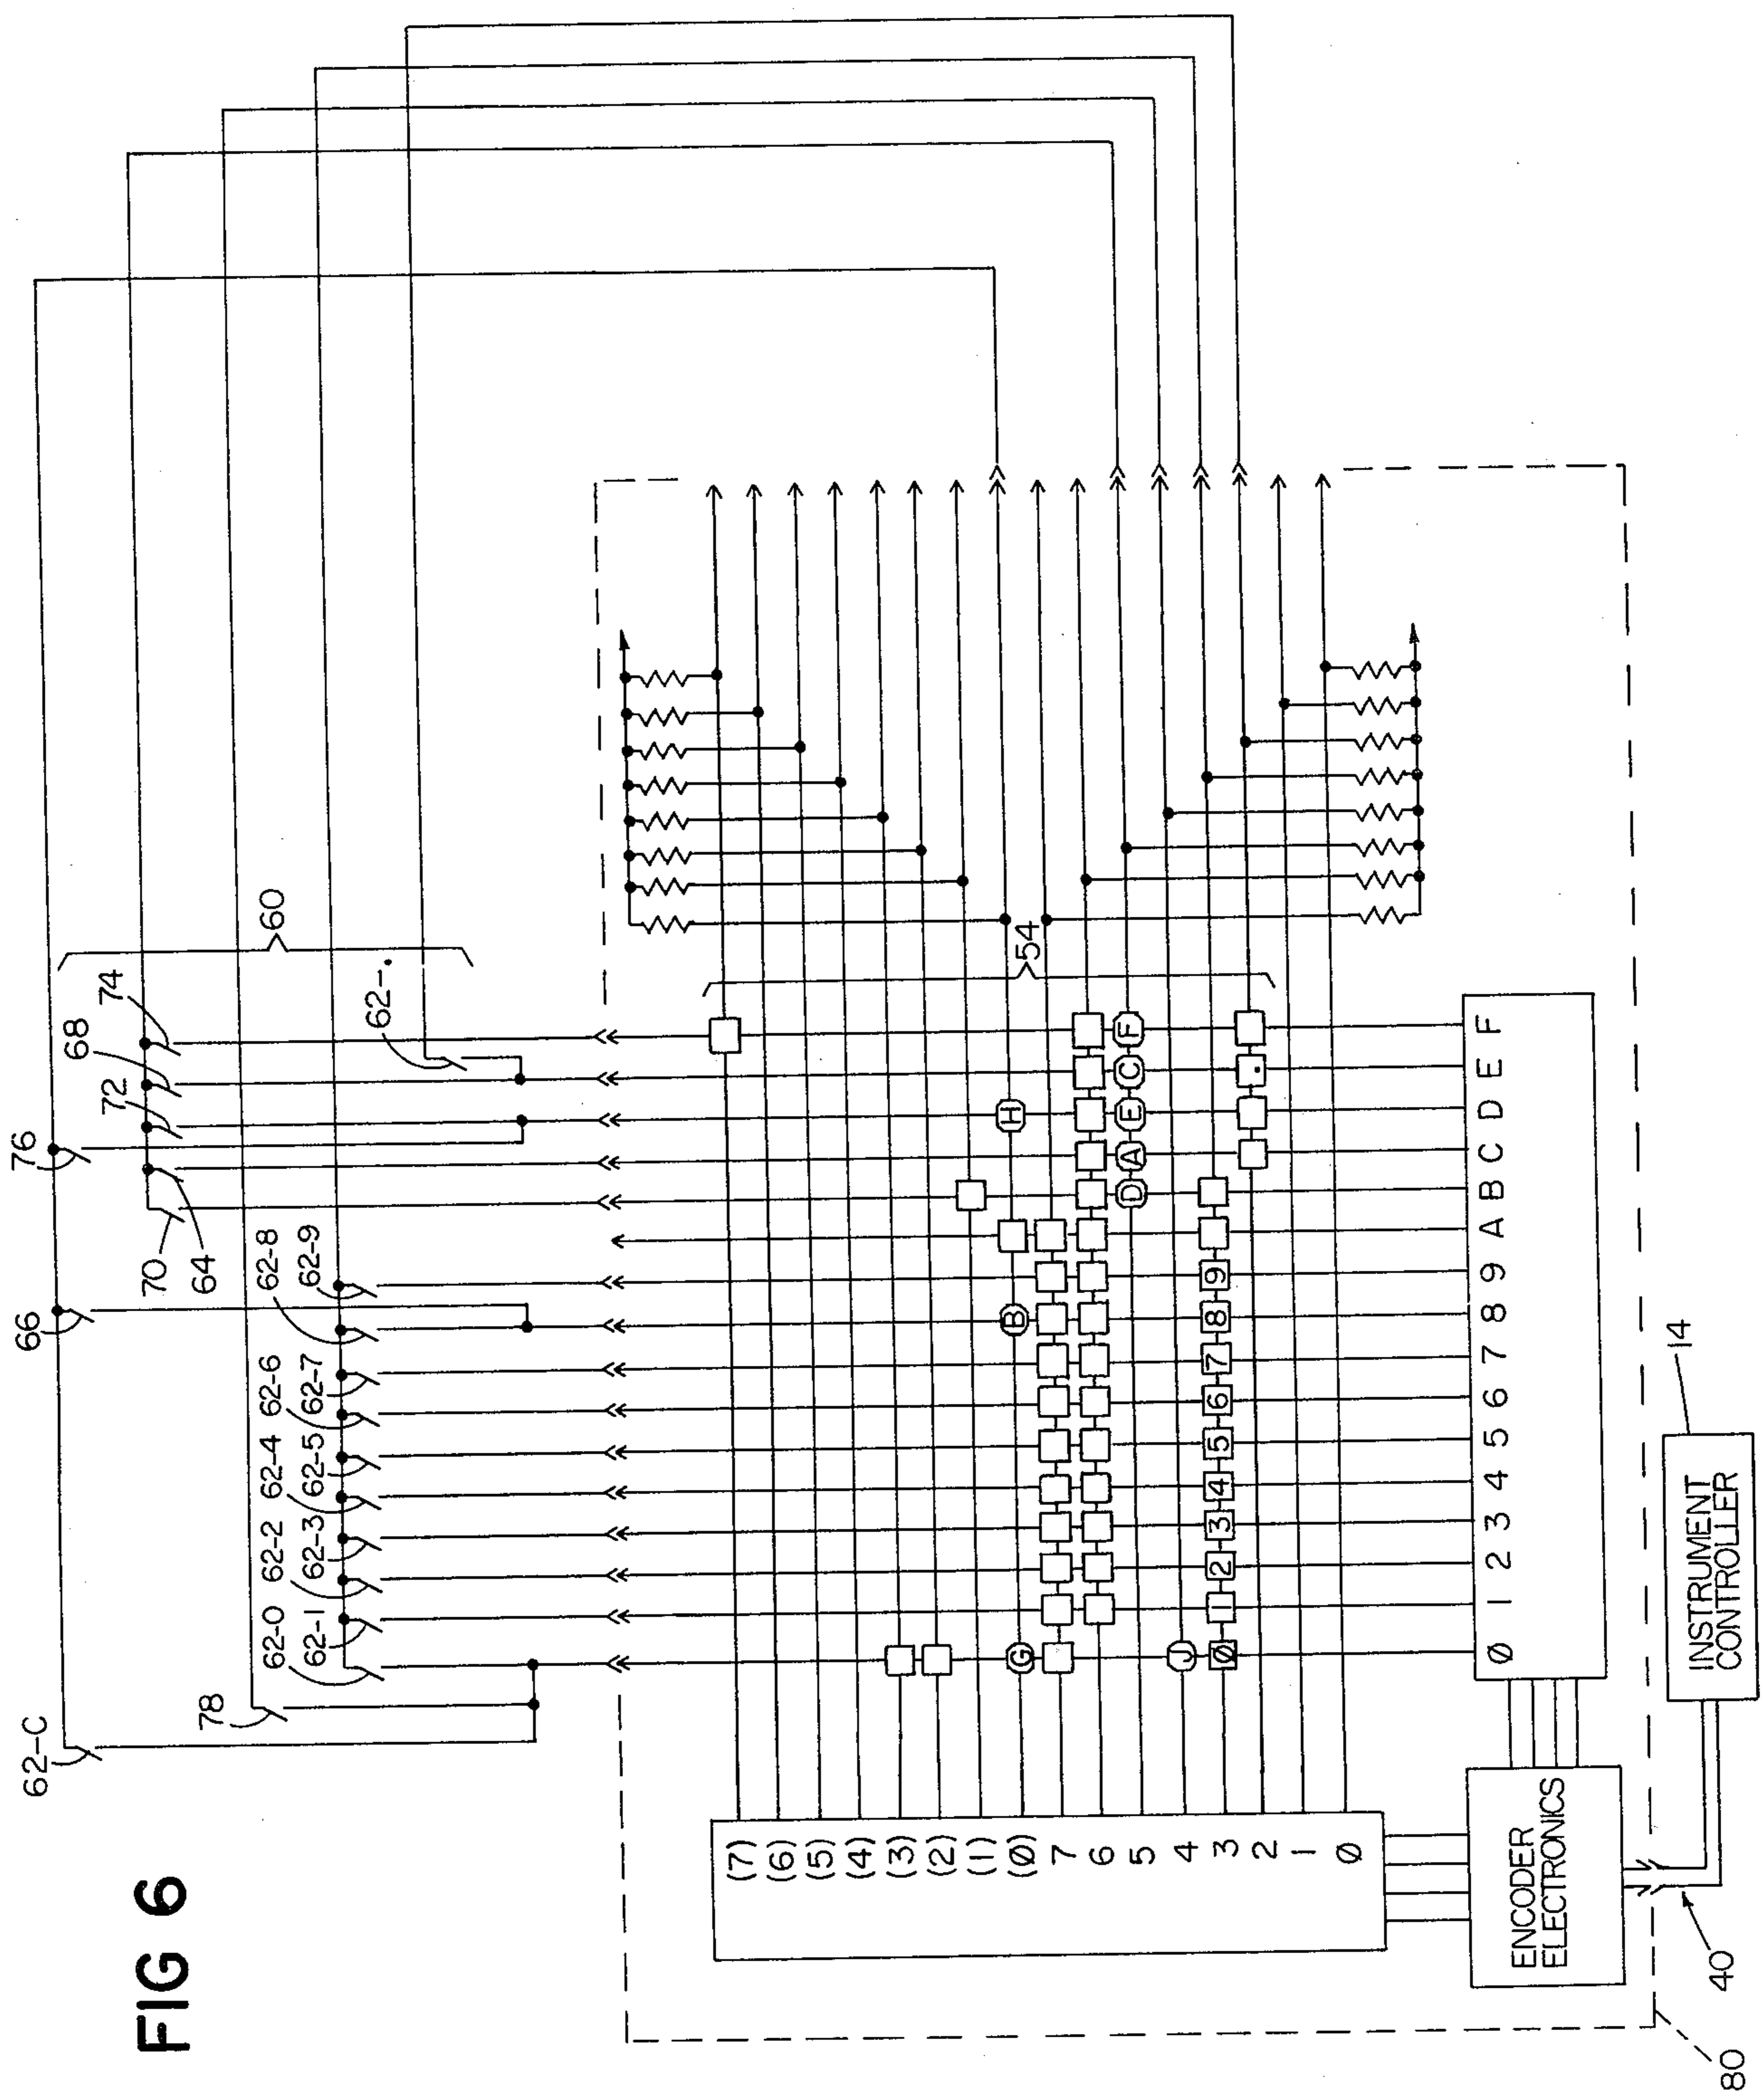 FIG 6
62-C
66
76
78
62-0
62-1
62-2
62-3
62-4
62-5
62-6
62-7
62-8
62-9
70
64
72
68
74
62-.
60
54
(7)
(6)
(5)
(4)
(3)
(2)
(1)
(Ø)
7
6
5
4
3
2
1
Ø
G B H
D A E C F
J
Ø 1 2 3 4 5 6 7 8 9 .
Ø 1 2 3 4 5 6 7 8 9 A B C D E F
ENCODER
ELECTRONICS
INSTRUMENT
CONTROLLER
14
40
80